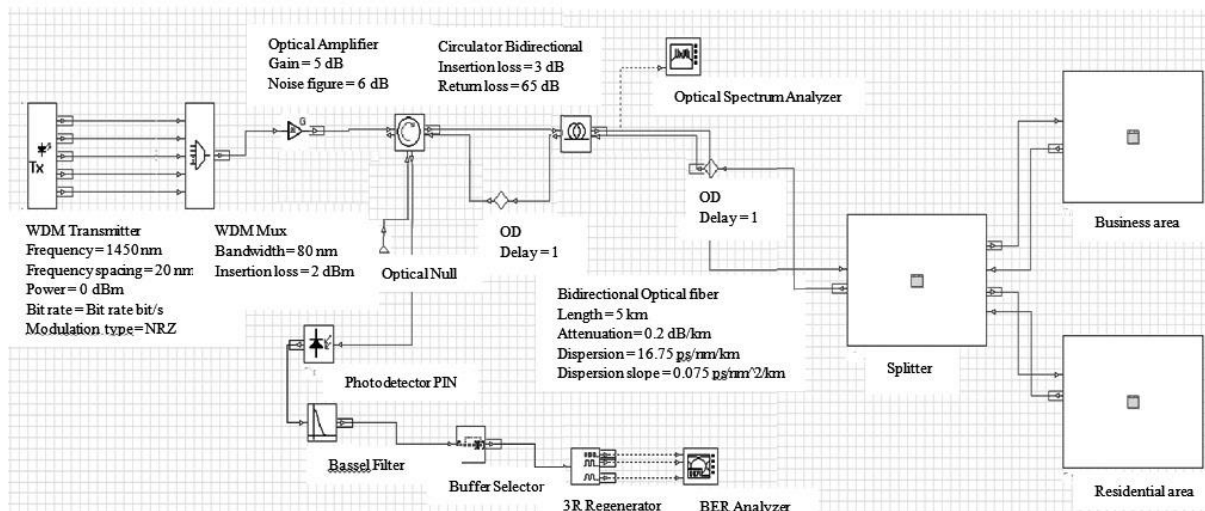 Optical Amplifier
Gain = 5 dB
Noise figure = 6 dB
Circulator Bidirectional
Insertion loss = 3 dB
Return loss = 65 dB
Optical Spectrum Analyzer
G
Tx
WDM Transmitter
Frequency = 1450 nm
Frequency spacing = 20 nm
Power = 0 dBm
Bit rate = Bit rate bit/s
Modulation type = NRZ
WDM Mux
Bandwidth = 80 nm
Insertion loss = 2 dBm
Optical Null
OD
Delay = 1
OD
Delay = 1
Business area
Bidirectional Optical fiber
Length = 5 km
Attenuation = 0.2 dB/km
Dispersion = 16.75 ps/nm/km
Dispersion slope = 0.075 ps/nm^2/km
Splitter
Photodetector PIN
Bassel Filter
Buffer Selector
3R Regenerator
BER Analyzer
Residential area